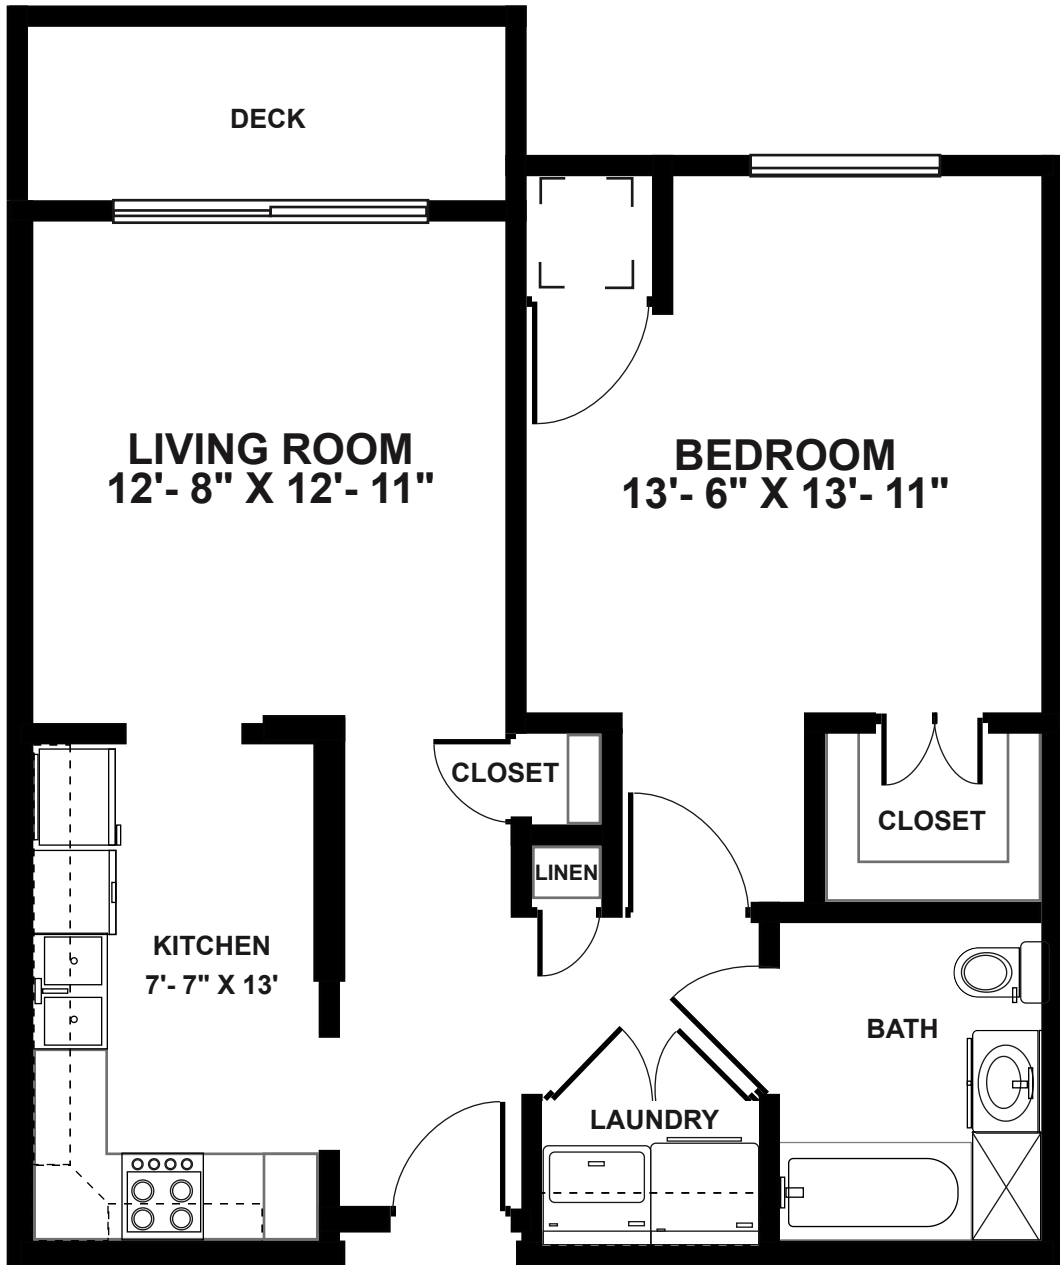 DECK
LIVING ROOM
12'- 8" X 12'- 11"
BEDROOM
13'- 6" X 13'- 11"
CLOSET
CLOSET
LINEN
KITCHEN
7'- 7" X 13'
BATH
LAUNDRY